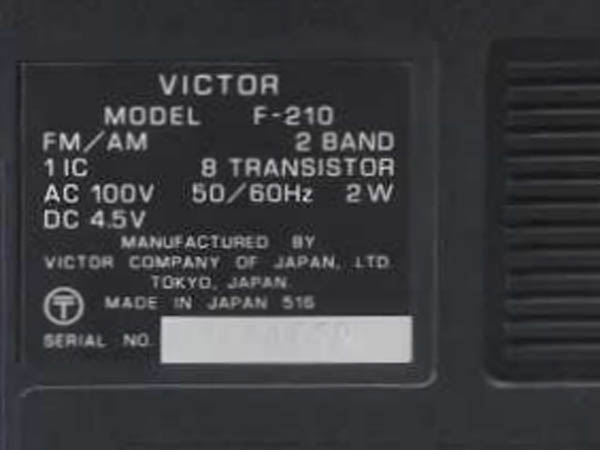 VICTOR
MODEL F-210
FM/AM 2 BAND
1 IC 8 TRANSISTOR
AC 100V 50/60Hz 2W
DC 4.5V
MANUFACTURED BY
VICTOR COMPANY OF JAPAN, LTD.
TOKYO, JAPAN
MADE IN JAPAN 516
SERIAL NO.